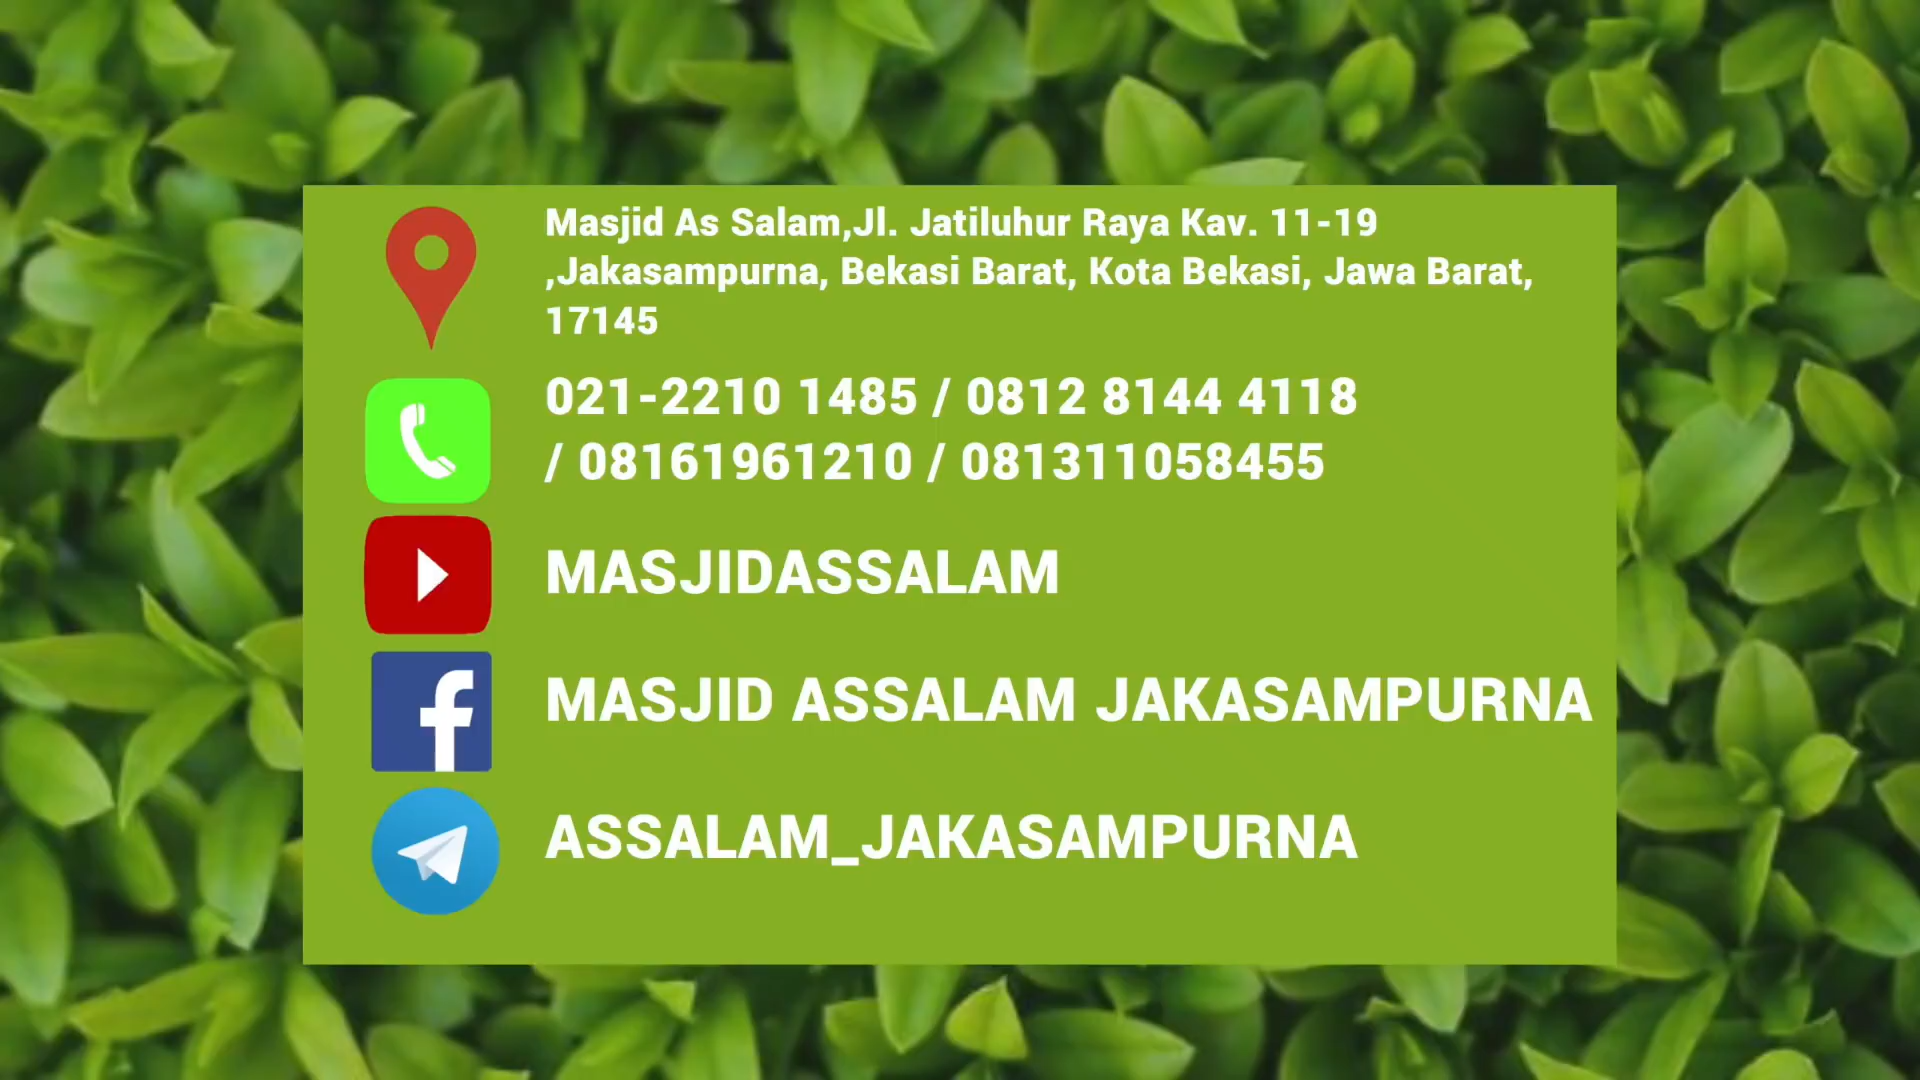 Masjid As Salam,Jl. Jatiluhur Raya Kav. 11-19
,Jakasampurna, Bekasi Barat, Kota Bekasi, Jawa Barat,
17145
021-2210 1485 / 0812 8144 4118
/ 08161961210 / 081311058455
MASJIDASSALAM
MASJID ASSALAM JAKASAMPURNA
ASSALAM_JAKASAMPURNA